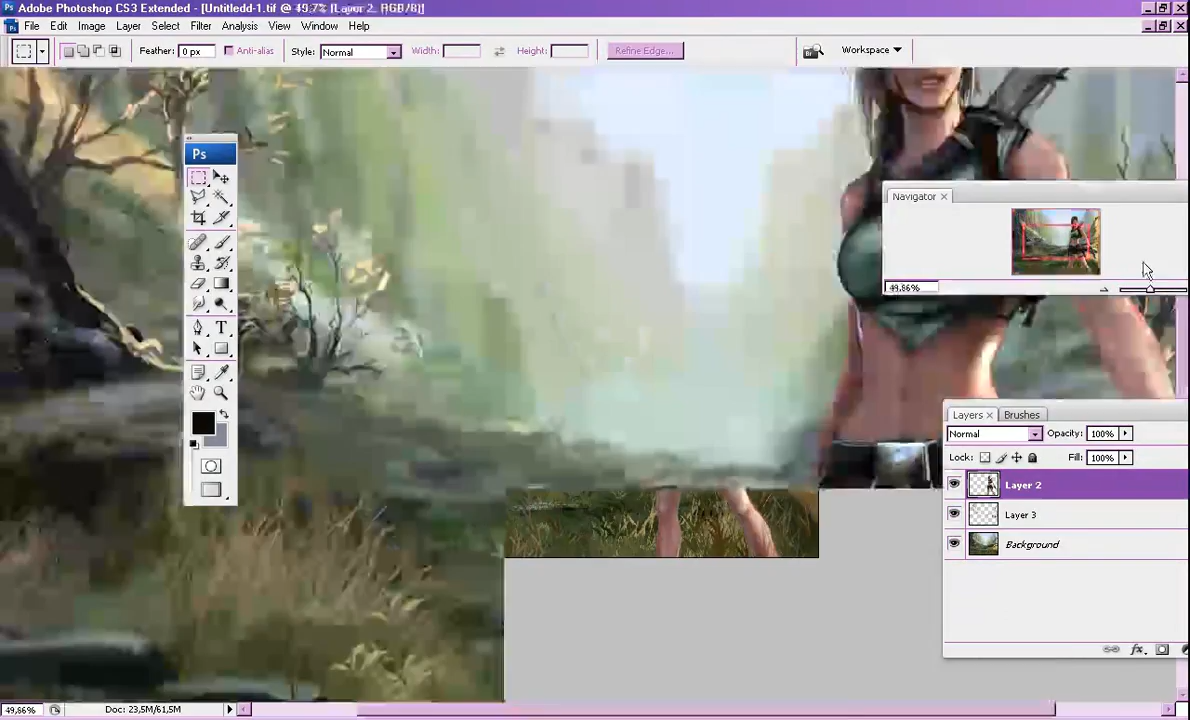 Adobe Photoshop CS3 Extended - [Untitledd-1.tif @ 49,7% (Layer 2, RGB/8)]
File Edit Image Layer Select Filter Analysis View Window Help
Feather: 0 px Anti-alias Style: Normal Width: Height: Refine Edge... Workspace
Ps
T
Navigator
49,86%
Layers Brushes
Normal Opacity: 100%
Lock: Fill: 100%
Layer 2
Layer 3
Background
fx
49,86% Doc: 23,5M/61,5M